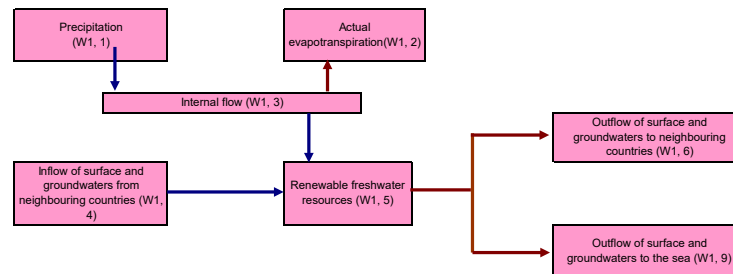 Precipitation
(W1, 1)
Actual
evapotranspiration(W1, 2)
Internal flow (W1, 3)
Inflow of surface and
groundwaters from
neighbouring countries (W1,
4)
Renewable freshwater
resources (W1, 5)
Outflow of surface and
groundwaters to neighbouring
countries (W1, 6)
Outflow of surface and
groundwaters to the sea (W1, 9)